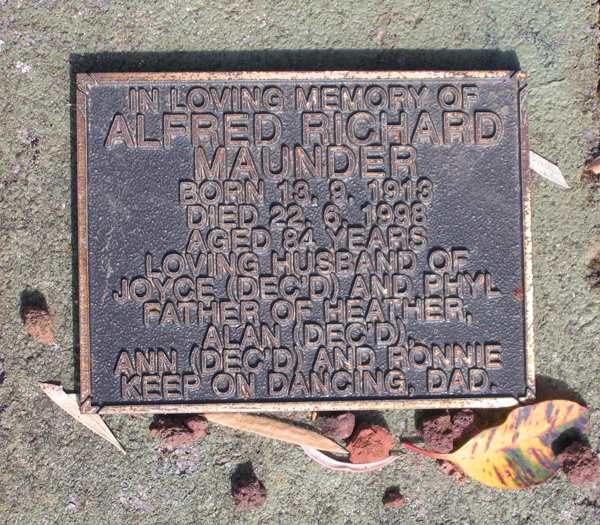 IN LOVING MEMORY OF
ALFRED RICHARD
MAUNDER
BORN 13. 9. 1913
DIED 22. 6. 1998
AGED 84 YEARS
LOVING HUSBAND OF
JOYCE (DEC'D) AND PHYL
FATHER OF HEATHER,
ALAN (DEC'D),
ANN (DEC'D) AND RONNIE
KEEP ON DANCING, DAD.